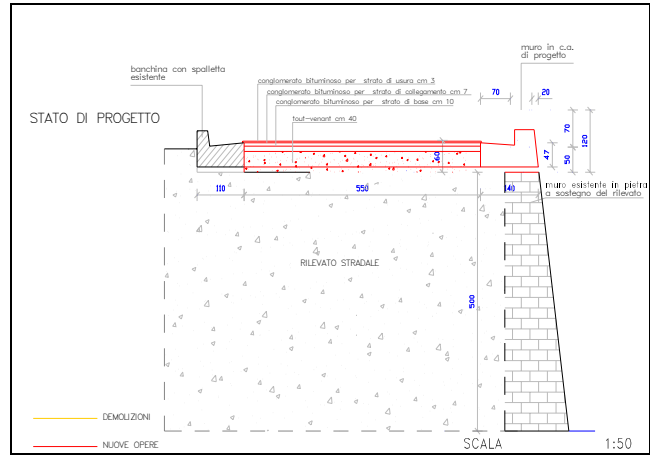 muro in c.a.
di progetto
banchina con spalletta
esistente
conglomerato bituminoso per strato di usura cm 3
conglomerato bituminoso per strato di collegamento cm 7
conglomerato bituminoso per strato di base cm 10
tout-venant cm 40
STATO DI PROGETTO
70
20
70
120
47
50
60
110
550
140
muro esistente in pietra
a sostegno del rilevato
RILEVATO STRADALE
500
DEMOLIZIONI
NUOVE OPERE
SCALA 1:50